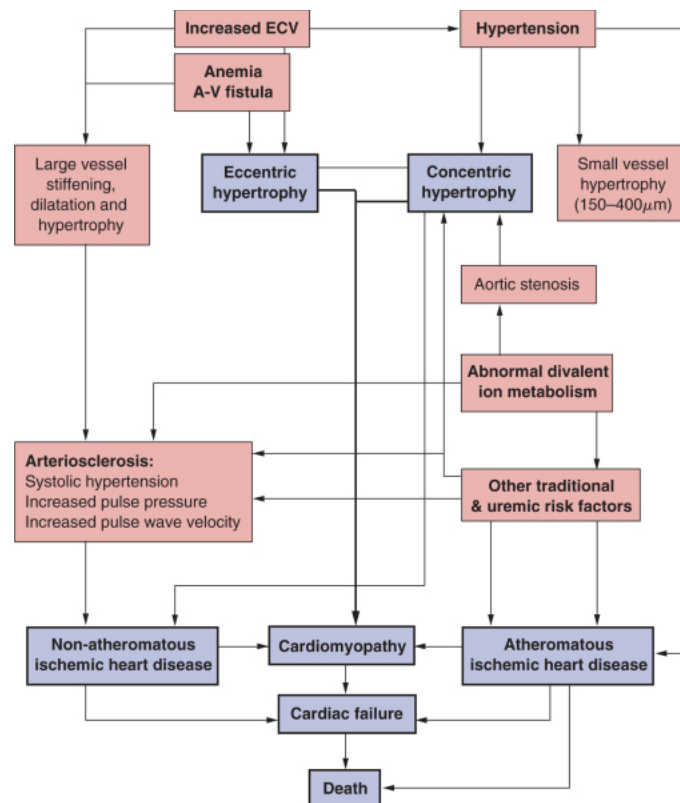 Increased ECV
Hypertension
Anemia
A-V fistula
Large vessel
stiffening,
dilatation and
hypertrophy
Eccentric
hypertrophy
Concentric
hypertrophy
Small vessel
hypertrophy
(150–400μm)
Aortic stenosis
Abnormal divalent
ion metabolism
Arteriosclerosis:
Systolic hypertension
Increased pulse pressure
Increased pulse wave velocity
Other traditional
& uremic risk factors
Non-atheromatous
ischemic heart disease
Cardiomyopathy
Atheromatous
ischemic heart disease
Cardiac failure
Death